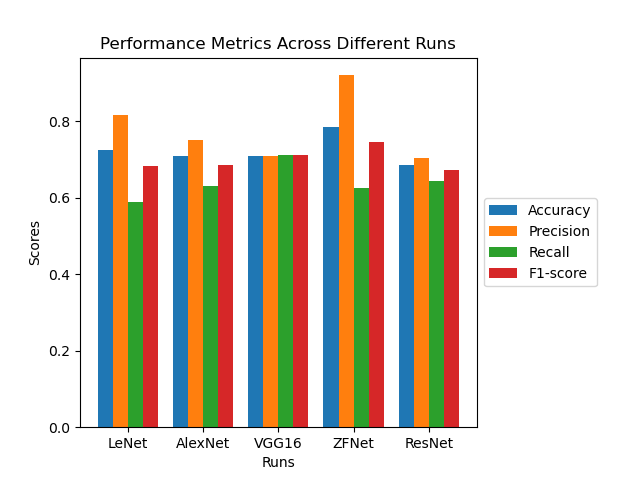 Performance Metrics Across Different Runs
Scores
0.8
0.6
0.4
0.2
0.0
LeNet AlexNet VGG16 ZFNet ResNet
Runs
Accuracy
Precision
Recall
F1-score